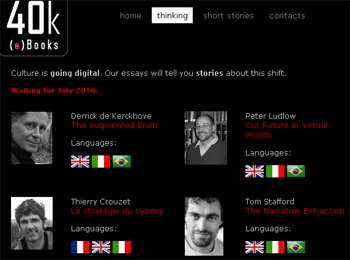 40k
(e)Books
home thinking short stories contacts
Culture is going digital. Our essays will tell you stories about this shift.
Waiting for July 2010:
Derrick de Kerckhove
The Augmented Brain
Languages:
Peter Ludlow
Our Future in Virtual
Worlds
Languages:
Thierry Crouzet
La stratégie du cyborg
Languages:
Tom Stafford
The Narrative Extraction
Languages: